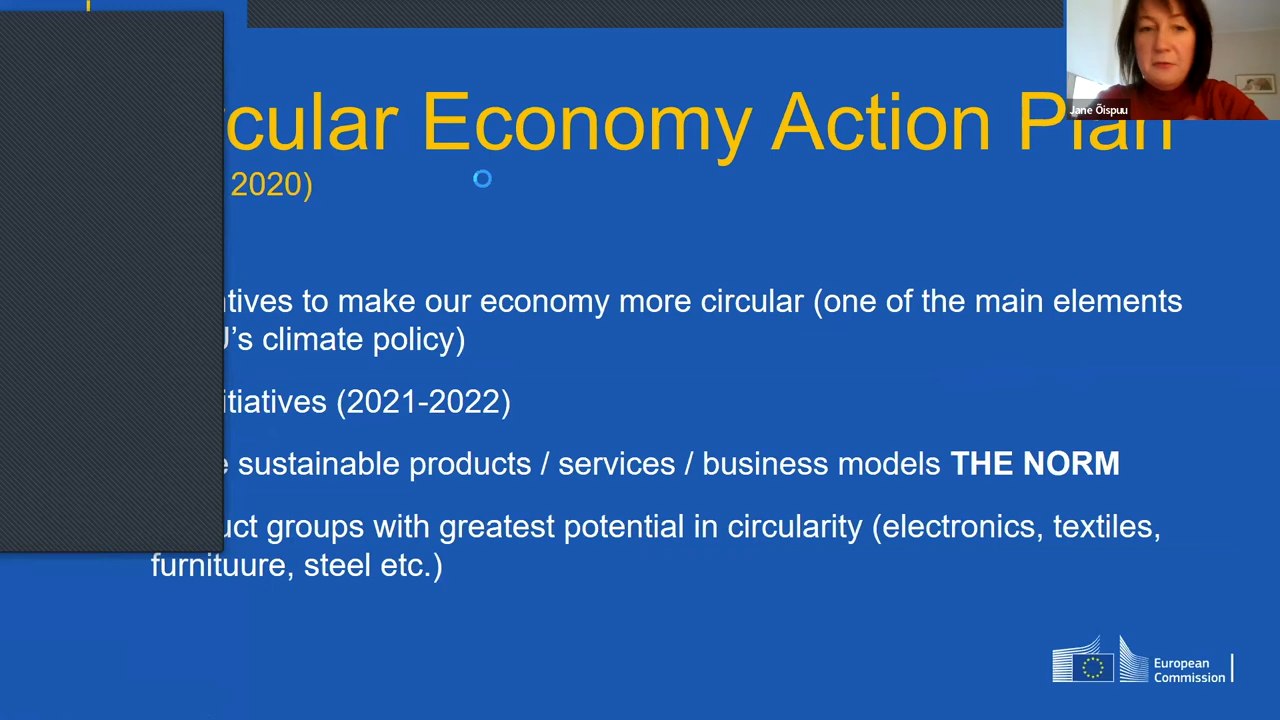 Jane Õispuu
cular Economy Action Plan
2020)
tives to make our economy more circular (one of the main elements
U's climate policy)
itiatives (2021-2022)
sustainable products / services / business models THE NORM
uct groups with greatest potential in circularity (electronics, textiles,
furnituure, steel etc.)
European
Commission